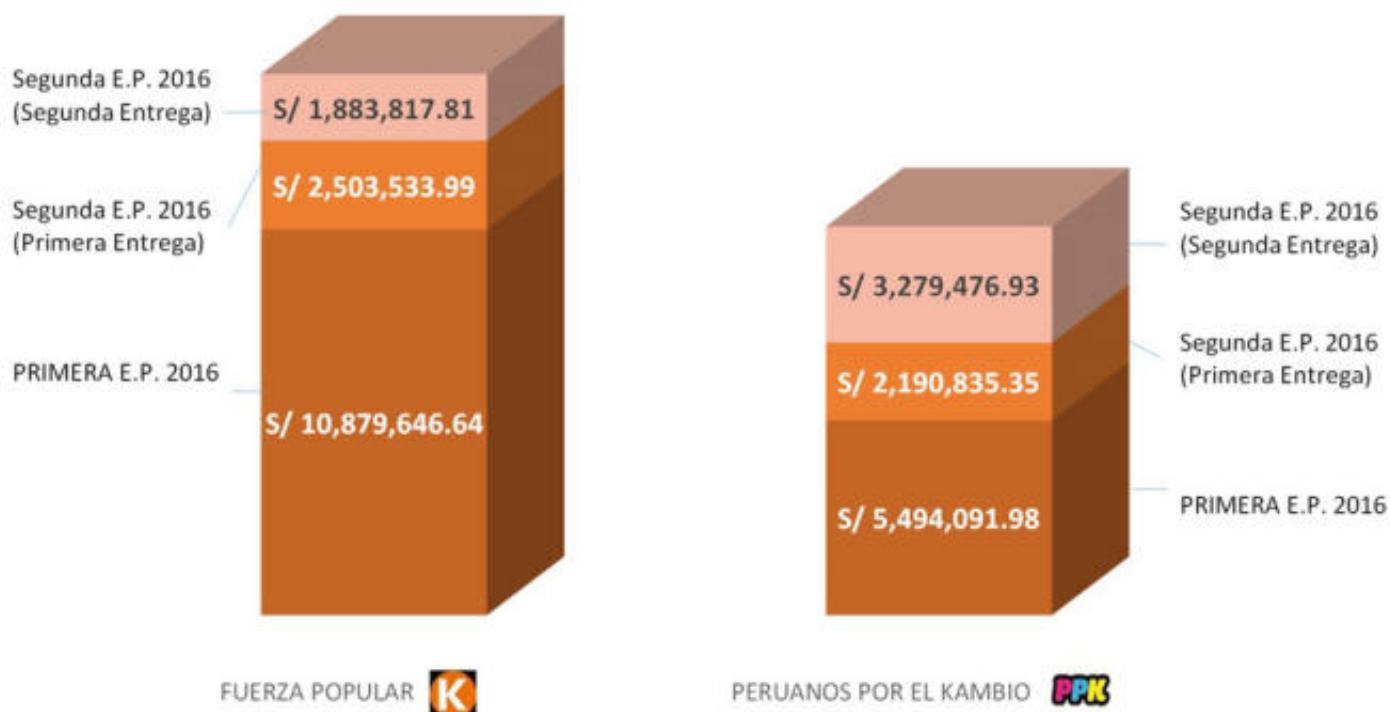 Segunda E.P. 2016
(Segunda Entrega)
S/ 1,883,817.81
S/ 2,503,533.99
Segunda E.P. 2016
(Primera Entrega)
PRIMERA E.P. 2016
S/ 10,879,646.64
FUERZA POPULAR K
Segunda E.P. 2016
(Segunda Entrega)
S/ 3,279,476.93
Segunda E.P. 2016
(Primera Entrega)
S/ 2,190,835.35
PRIMERA E.P. 2016
S/ 5,494,091.98
PERUANOS POR EL KAMBIO PPK